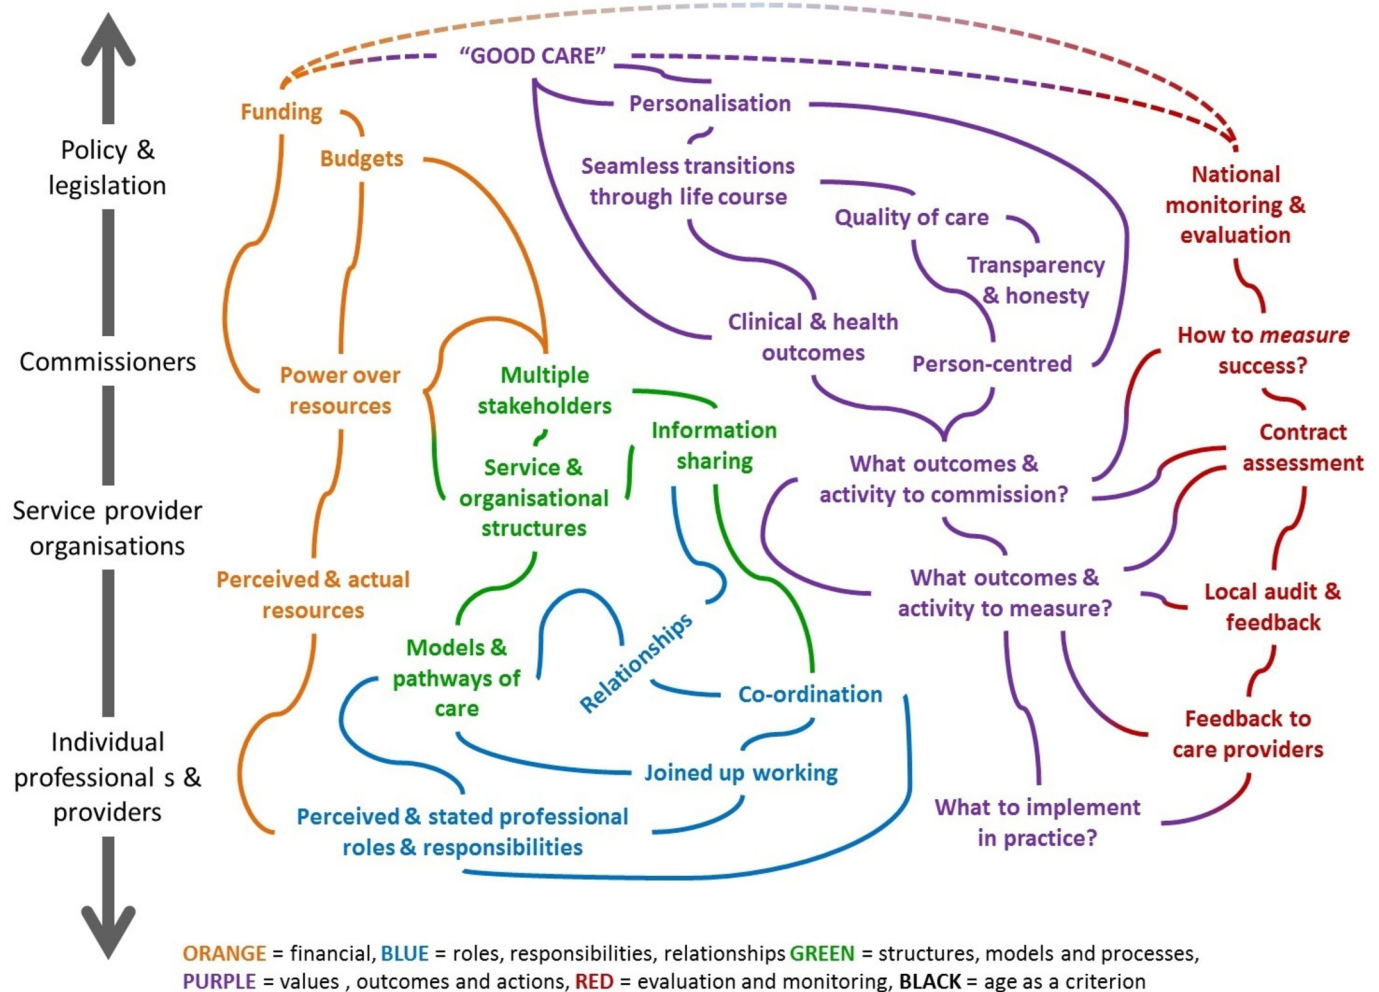 “GOOD CARE”
Funding
Personalisation
Budgets
Policy &
legislation
Seamless transitions
through life course
National
monitoring &
evaluation
Quality of care
Transparency
& honesty
Clinical & health
outcomes
How to measure
success?
Commissioners
Person-centred
Power over
resources
Multiple
stakeholders
Information
sharing
Contract
assessment
What outcomes &
activity to commission?
Service &
organisational
structures
Service provider
organisations
Perceived & actual
resources
What outcomes &
activity to measure?
Local audit &
feedback
Models &
pathways of
care
Relationships
Co-ordination
Feedback to
care providers
Individual
professional s &
providers
Joined up working
What to implement
in practice?
Perceived & stated professional
roles & responsibilities
ORANGE = financial, BLUE = roles, responsibilities, relationships GREEN = structures, models and processes,
PURPLE = values , outcomes and actions, RED = evaluation and monitoring, BLACK = age as a criterion